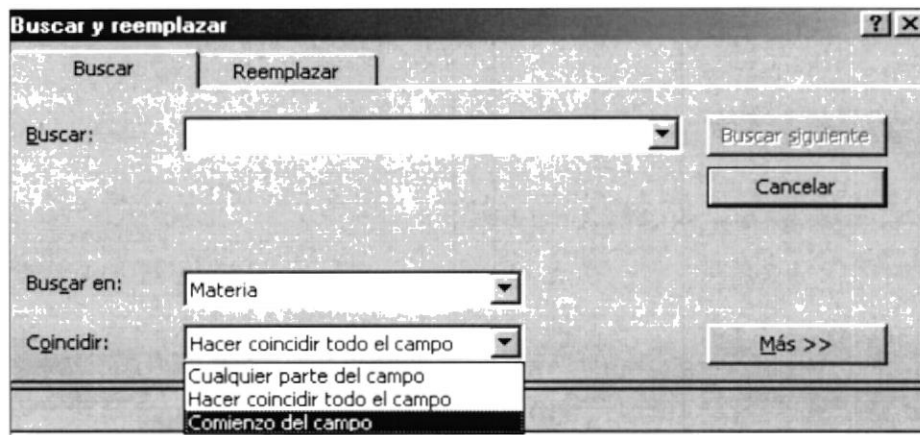 Buscar y reemplazar
Buscar Reemplazar
Buscar: Buscar siguiente
Cancelar
Buscar en: Materia
Coincidir: Hacer coincidir todo el campo Más >>
Cualquier parte del campo
Hacer coincidir todo el campo
Comienzo del campo